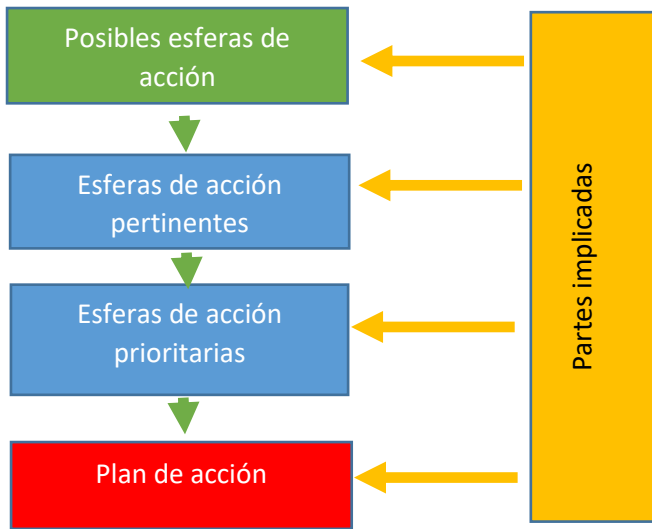 Posibles esferas de
acción
Esferas de acción
pertinentes
Esferas de acción
prioritarias
Plan de acción
Partes implicadas